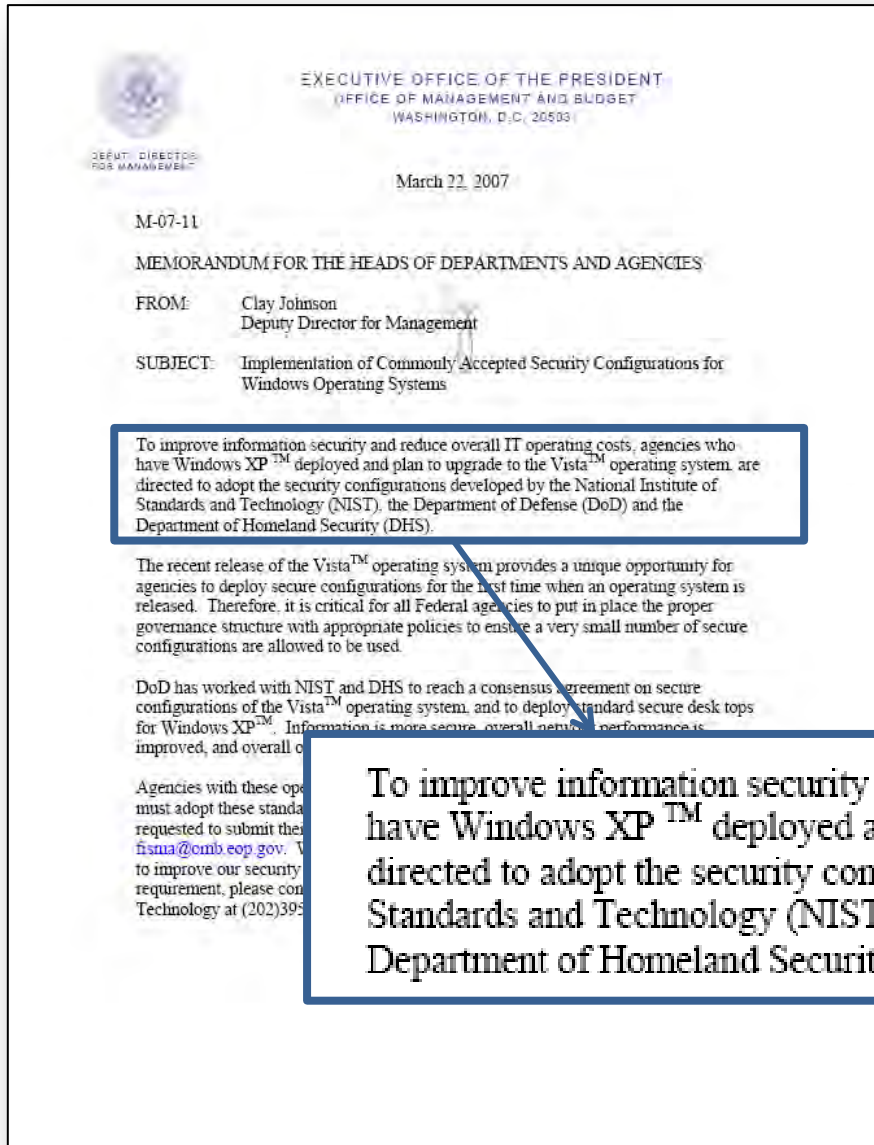 EXECUTIVE OFFICE OF THE PRESIDENT
OFFICE OF MANAGEMENT AND BUDGET
WASHINGTON, D.C. 20503
DEPUTY DIRECTOR
FOR MANAGEMENT
March 22, 2007
M-07-11
MEMORANDUM FOR THE HEADS OF DEPARTMENTS AND AGENCIES
FROM: Clay Johnson
Deputy Director for Management
SUBJECT: Implementation of Commonly Accepted Security Configurations for
Windows Operating Systems
To improve information security and reduce overall IT operating costs, agencies who
have Windows XP TM deployed and plan to upgrade to the VistaTM operating system, are
directed to adopt the security configurations developed by the National Institute of
Standards and Technology (NIST), the Department of Defense (DoD) and the
Department of Homeland Security (DHS).
The recent release of the VistaTM operating system provides a unique opportunity for
agencies to deploy secure configurations for the first time when an operating system is
released. Therefore, it is critical for all Federal agencies to put in place the proper
governance structure with appropriate policies to ensure a very small number of secure
configurations are allowed to be used.
DoD has worked with NIST and DHS to reach a consensus agreement on secure
configurations of the VistaTM operating system, and to deploy standard secure desk tops
for Windows XPTM. Information is more secure, overall network performance is
improved, and overall o
Agencies with these ope
must adopt these standa
requested to submit thei
fisma@omb.eop.gov. W
to improve our security
requirement, please con
Technology at (202)395
To improve information security
have Windows XP TM deployed a
directed to adopt the security con
Standards and Technology (NIST
Department of Homeland Securit